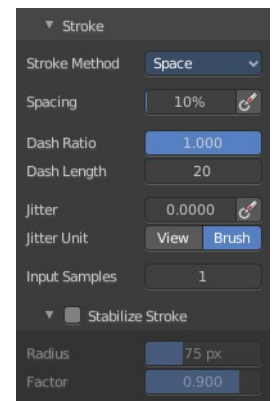 Stroke
Stroke Method Space
Spacing 10%
Dash Ratio 1.000
Dash Length 20
Jitter 0.0000
Jitter Unit View Brush
Input Samples 1
Stabilize Stroke
Radius 75 px
Factor 0.900